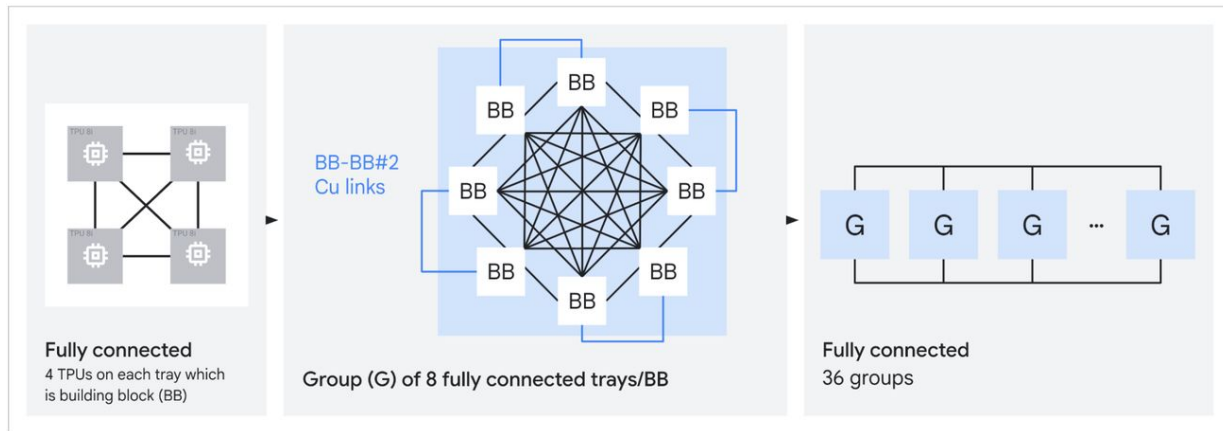 TPU 8i
TPU 8i
TPU 8i
TPU 8i
Fully connected
4 TPUs on each tray which
is building block (BB)
BB
BB
BB
BB-BB#2
Cu links
BB
BB
BB
BB
BB
Group (G) of 8 fully connected trays/BB
G
G
G
...
G
Fully connected
36 groups